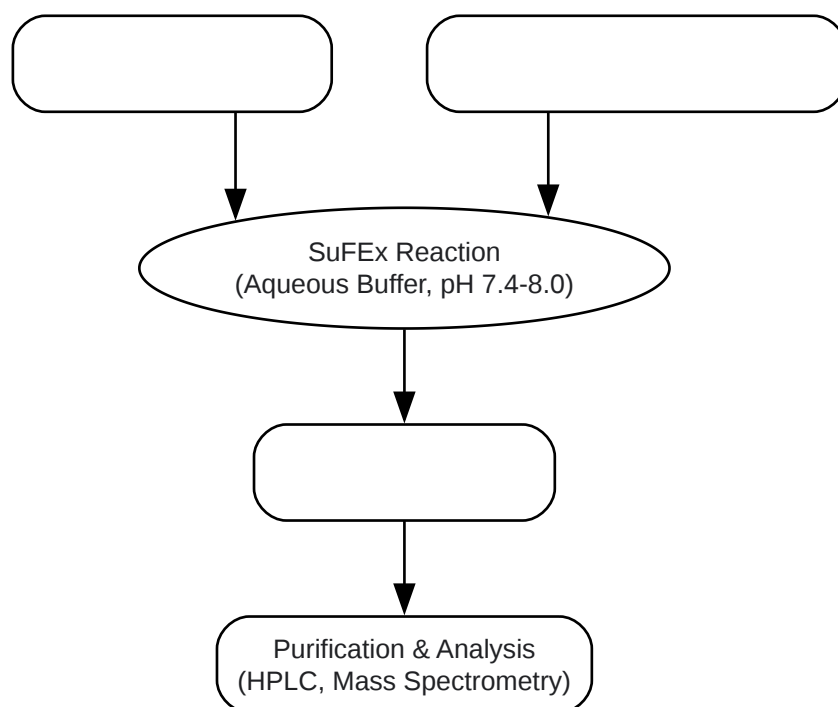 SuFEx Reaction
(Aqueous Buffer, pH 7.4-8.0)
Purification & Analysis
(HPLC, Mass Spectrometry)